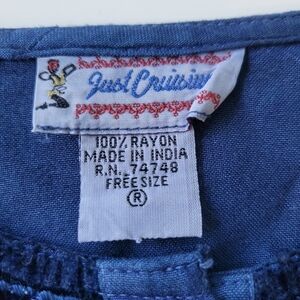 Just Cruisin
100% RAYON
MADE IN INDIA
R.N. 74748
FREE SIZE
®